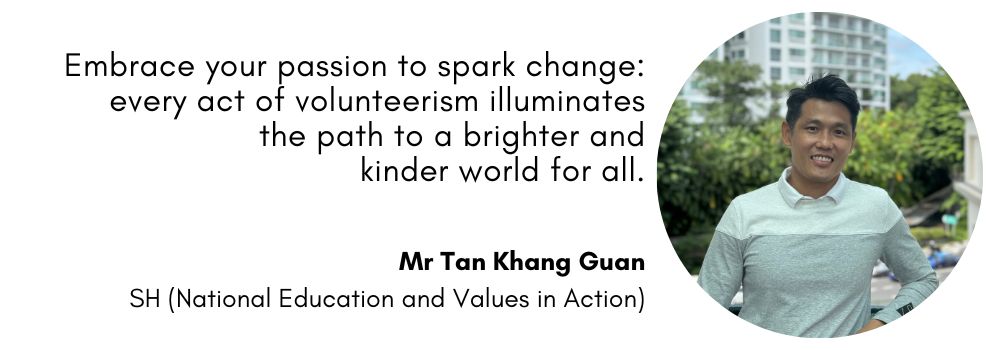 Embrace your passion to spark change:
every act of volunteerism illuminates
the path to a brighter and
kinder world for all.
Mr Tan Khang Guan
SH (National Education and Values in Action)